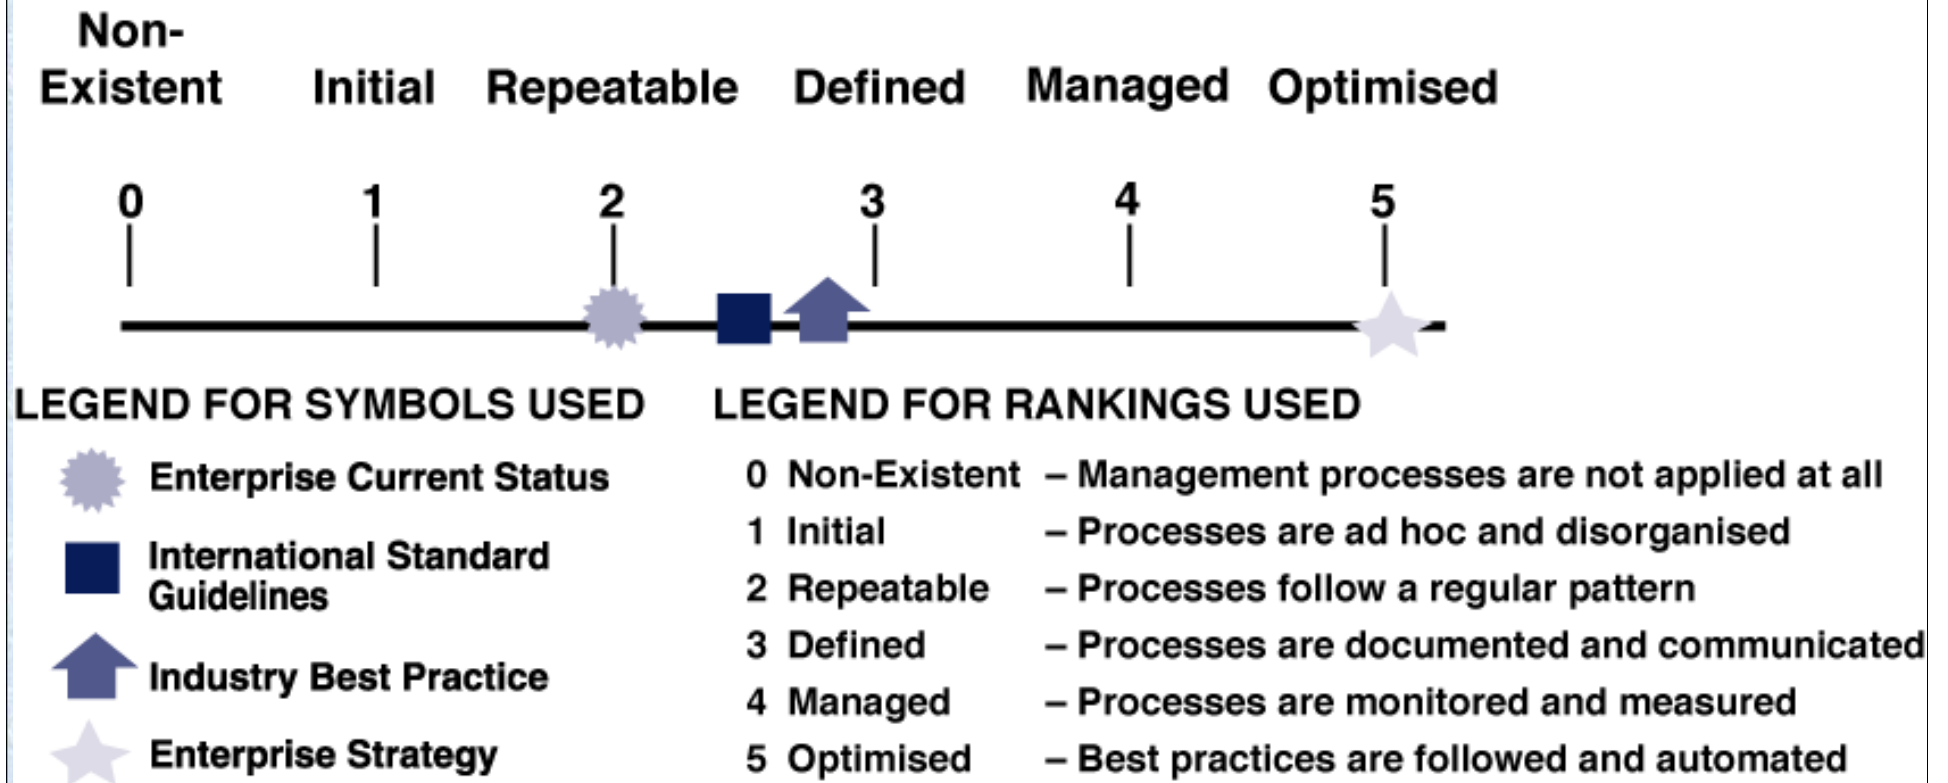 Non-
Existent Initial Repeatable Defined Managed Optimised
0 1 2 3 4 5
LEGEND FOR SYMBOLS USED
Enterprise Current Status
International Standard
Guidelines
Industry Best Practice
Enterprise Strategy
LEGEND FOR RANKINGS USED
0 Non-Existent – Management processes are not applied at all
1 Initial – Processes are ad hoc and disorganised
2 Repeatable – Processes follow a regular pattern
3 Defined – Processes are documented and communicated
4 Managed – Processes are monitored and measured
5 Optimised – Best practices are followed and automated